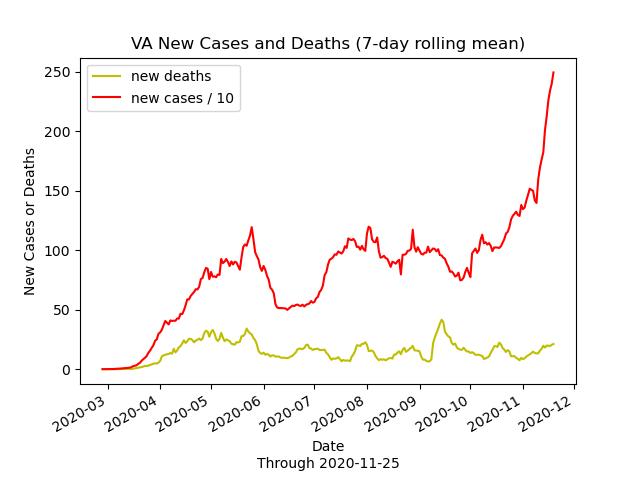 VA New Cases and Deaths (7-day rolling mean)
new deaths
new cases / 10
250
200
150
100
50
0
New Cases or Deaths
2020-03
2020-04
2020-05
2020-06
2020-07
2020-08
2020-09
2020-10
2020-11
2020-12
Date
Through 2020-11-25